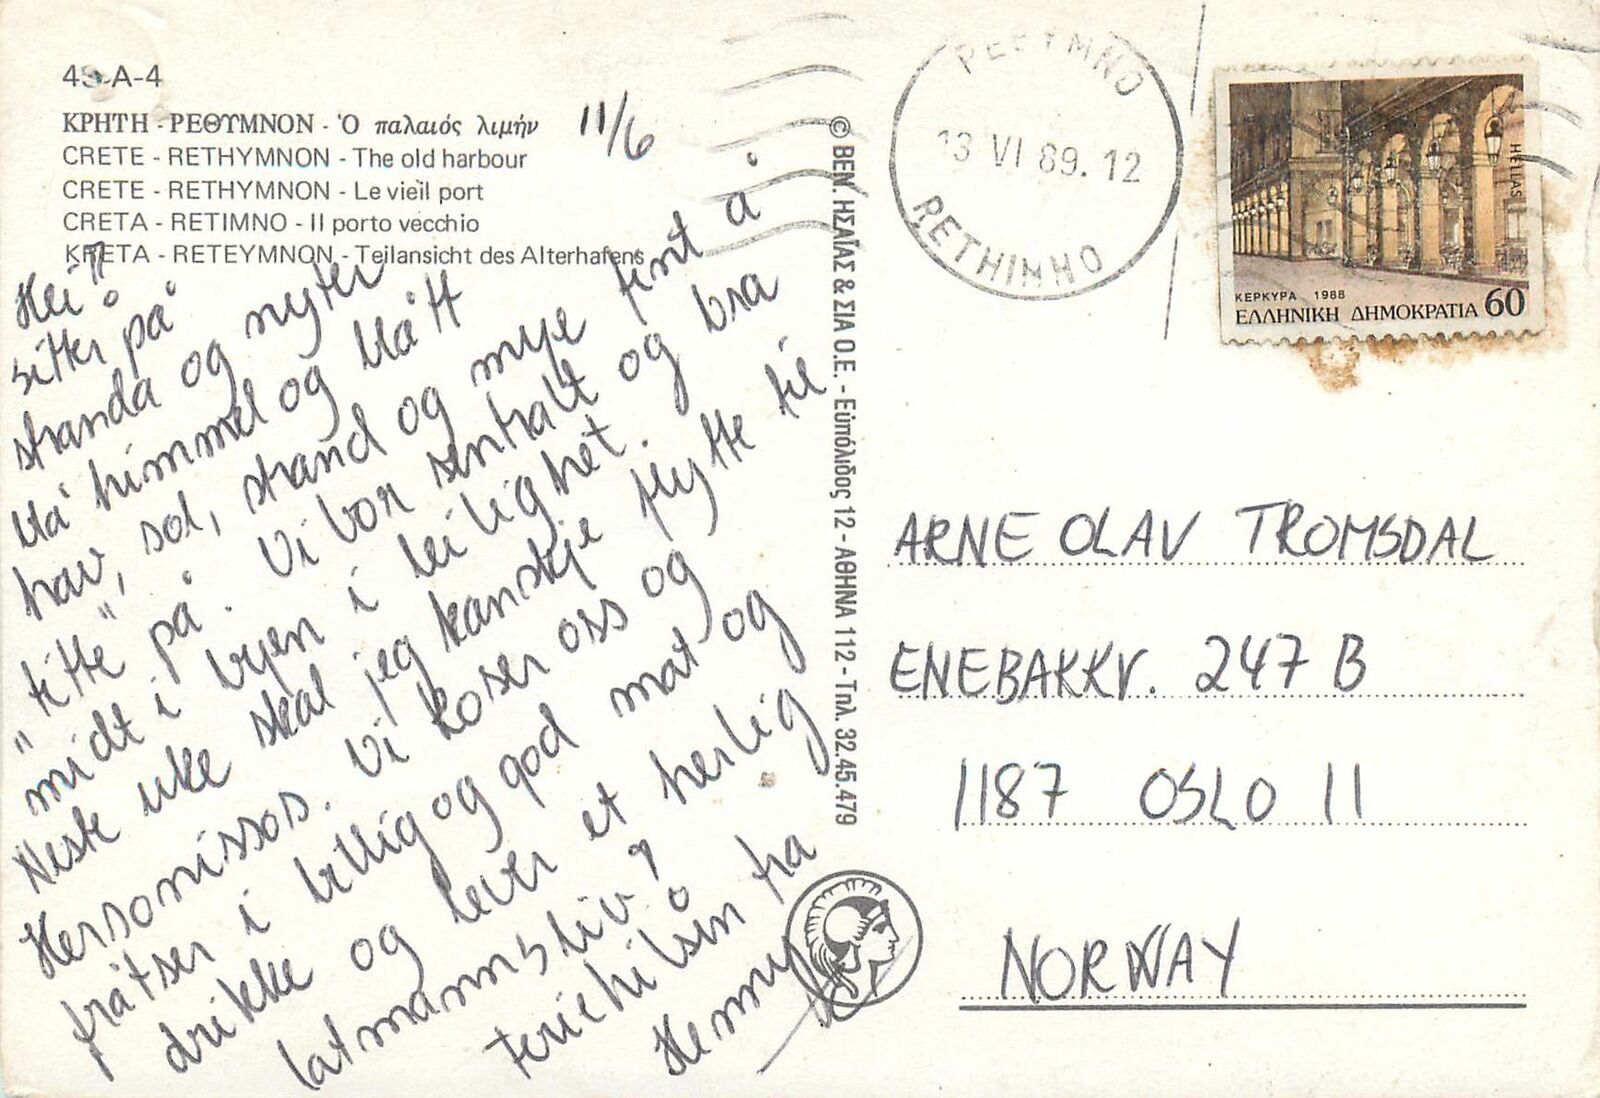 45-A-4
ΚΡΗΤΗ - ΡΕΘΥΜΝΟΝ - Ὁ παλαιός λιμήν
CRETE - RETHYMNON - The old harbour
CRETE - RETHYMNON - Le vieil port
CRETA - RETIMNO - Il porto vecchio
KRETA - RETEYMNON - Teilansicht des Alterhafens
11/6
Hei!!
Sitter på
stranda og nyter
blå himmel og blått
hav, sol, strand og mye fint å
"titte" på. Vi bor sentralt og bra
midt i byen i leilighet.
Neste uke skal jeg kanskje flytte til
Hersonissos. Vi koser oss og
fråtser i billig og god mat og
drikke og lever et herlig
latmannsliv!
Feriehilsen fra
Henny
© ΒΕΝ. ΗΣΑΪΑΣ & ΣΙΑ Ο.Ε. - Εὐπόλιδος 12 - ΑΘΗΝΑ 112 - Τηλ. 32.45.479
ΡΕΘΥΜΝΟ
13 VI 89. 12
RETHIMNO
HELLAS
ΚΕΡΚΥΡΑ 1988
ΕΛΛΗΝΙΚΗ ΔΗΜΟΚΡΑΤΙΑ 60
ARNE OLAV TROMSDAL
ENEBAKKV. 247 B
1187 OSLO 11
NORWAY